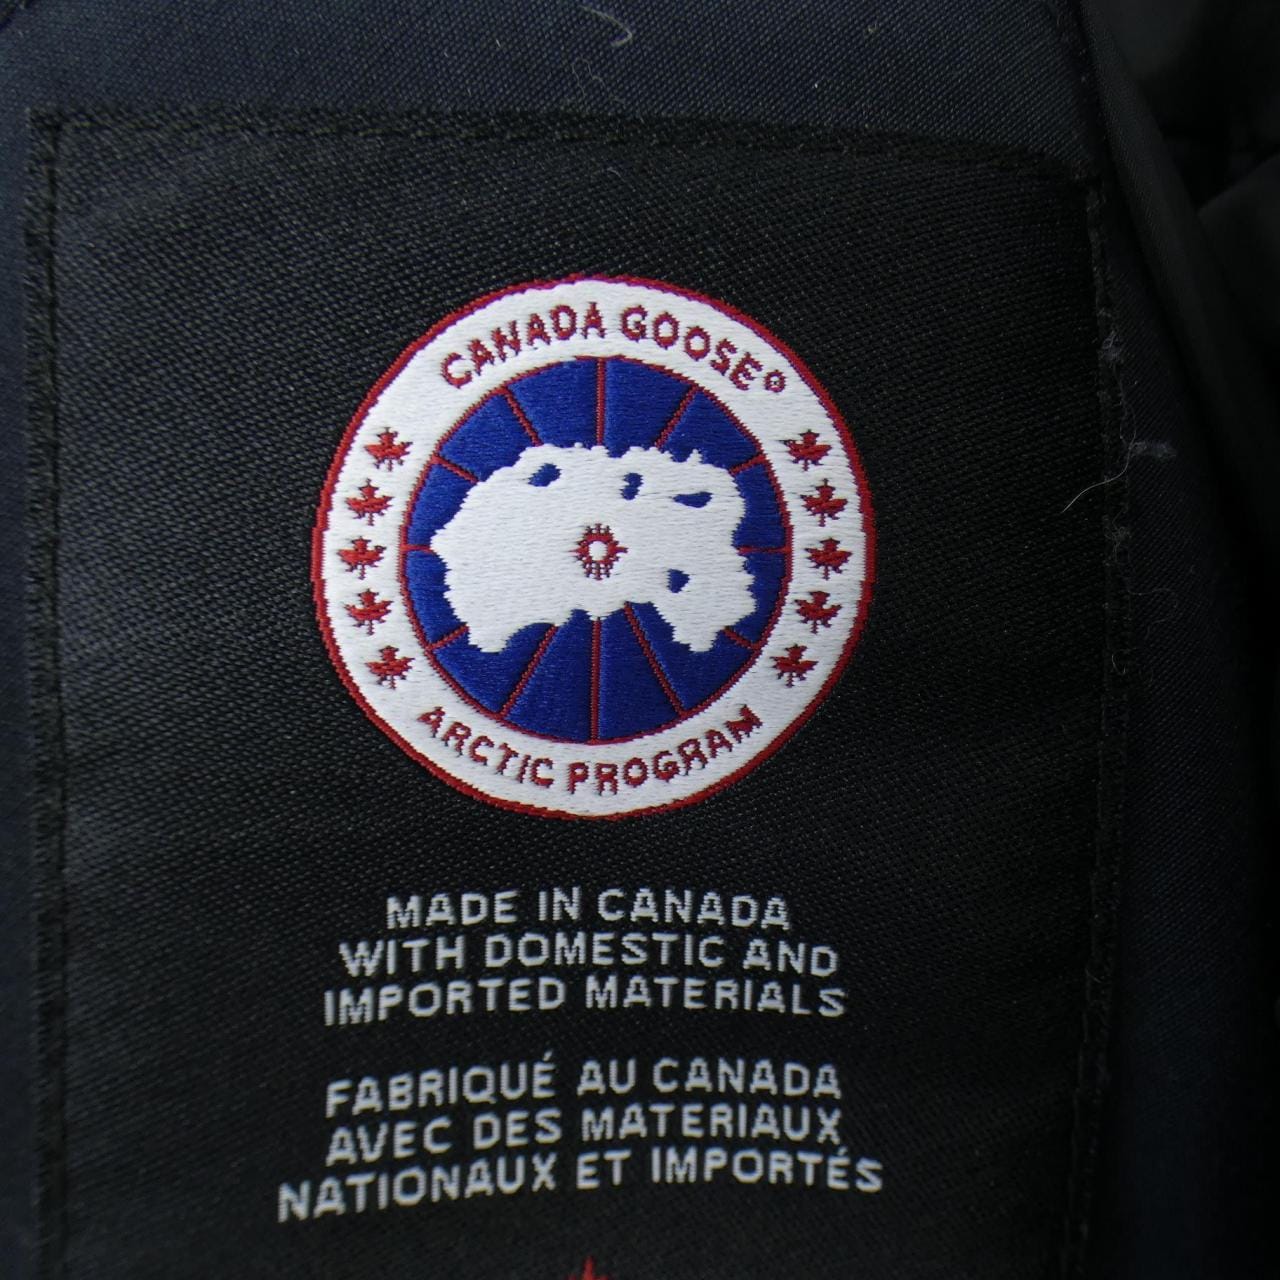 CANADA GOOSE®
ARCTIC PROGRAM
MADE IN CANADA
WITH DOMESTIC AND
IMPORTED MATERIALS
FABRIQUÉ AU CANADA
AVEC DES MATERIAUX
NATIONAUX ET IMPORTÉS